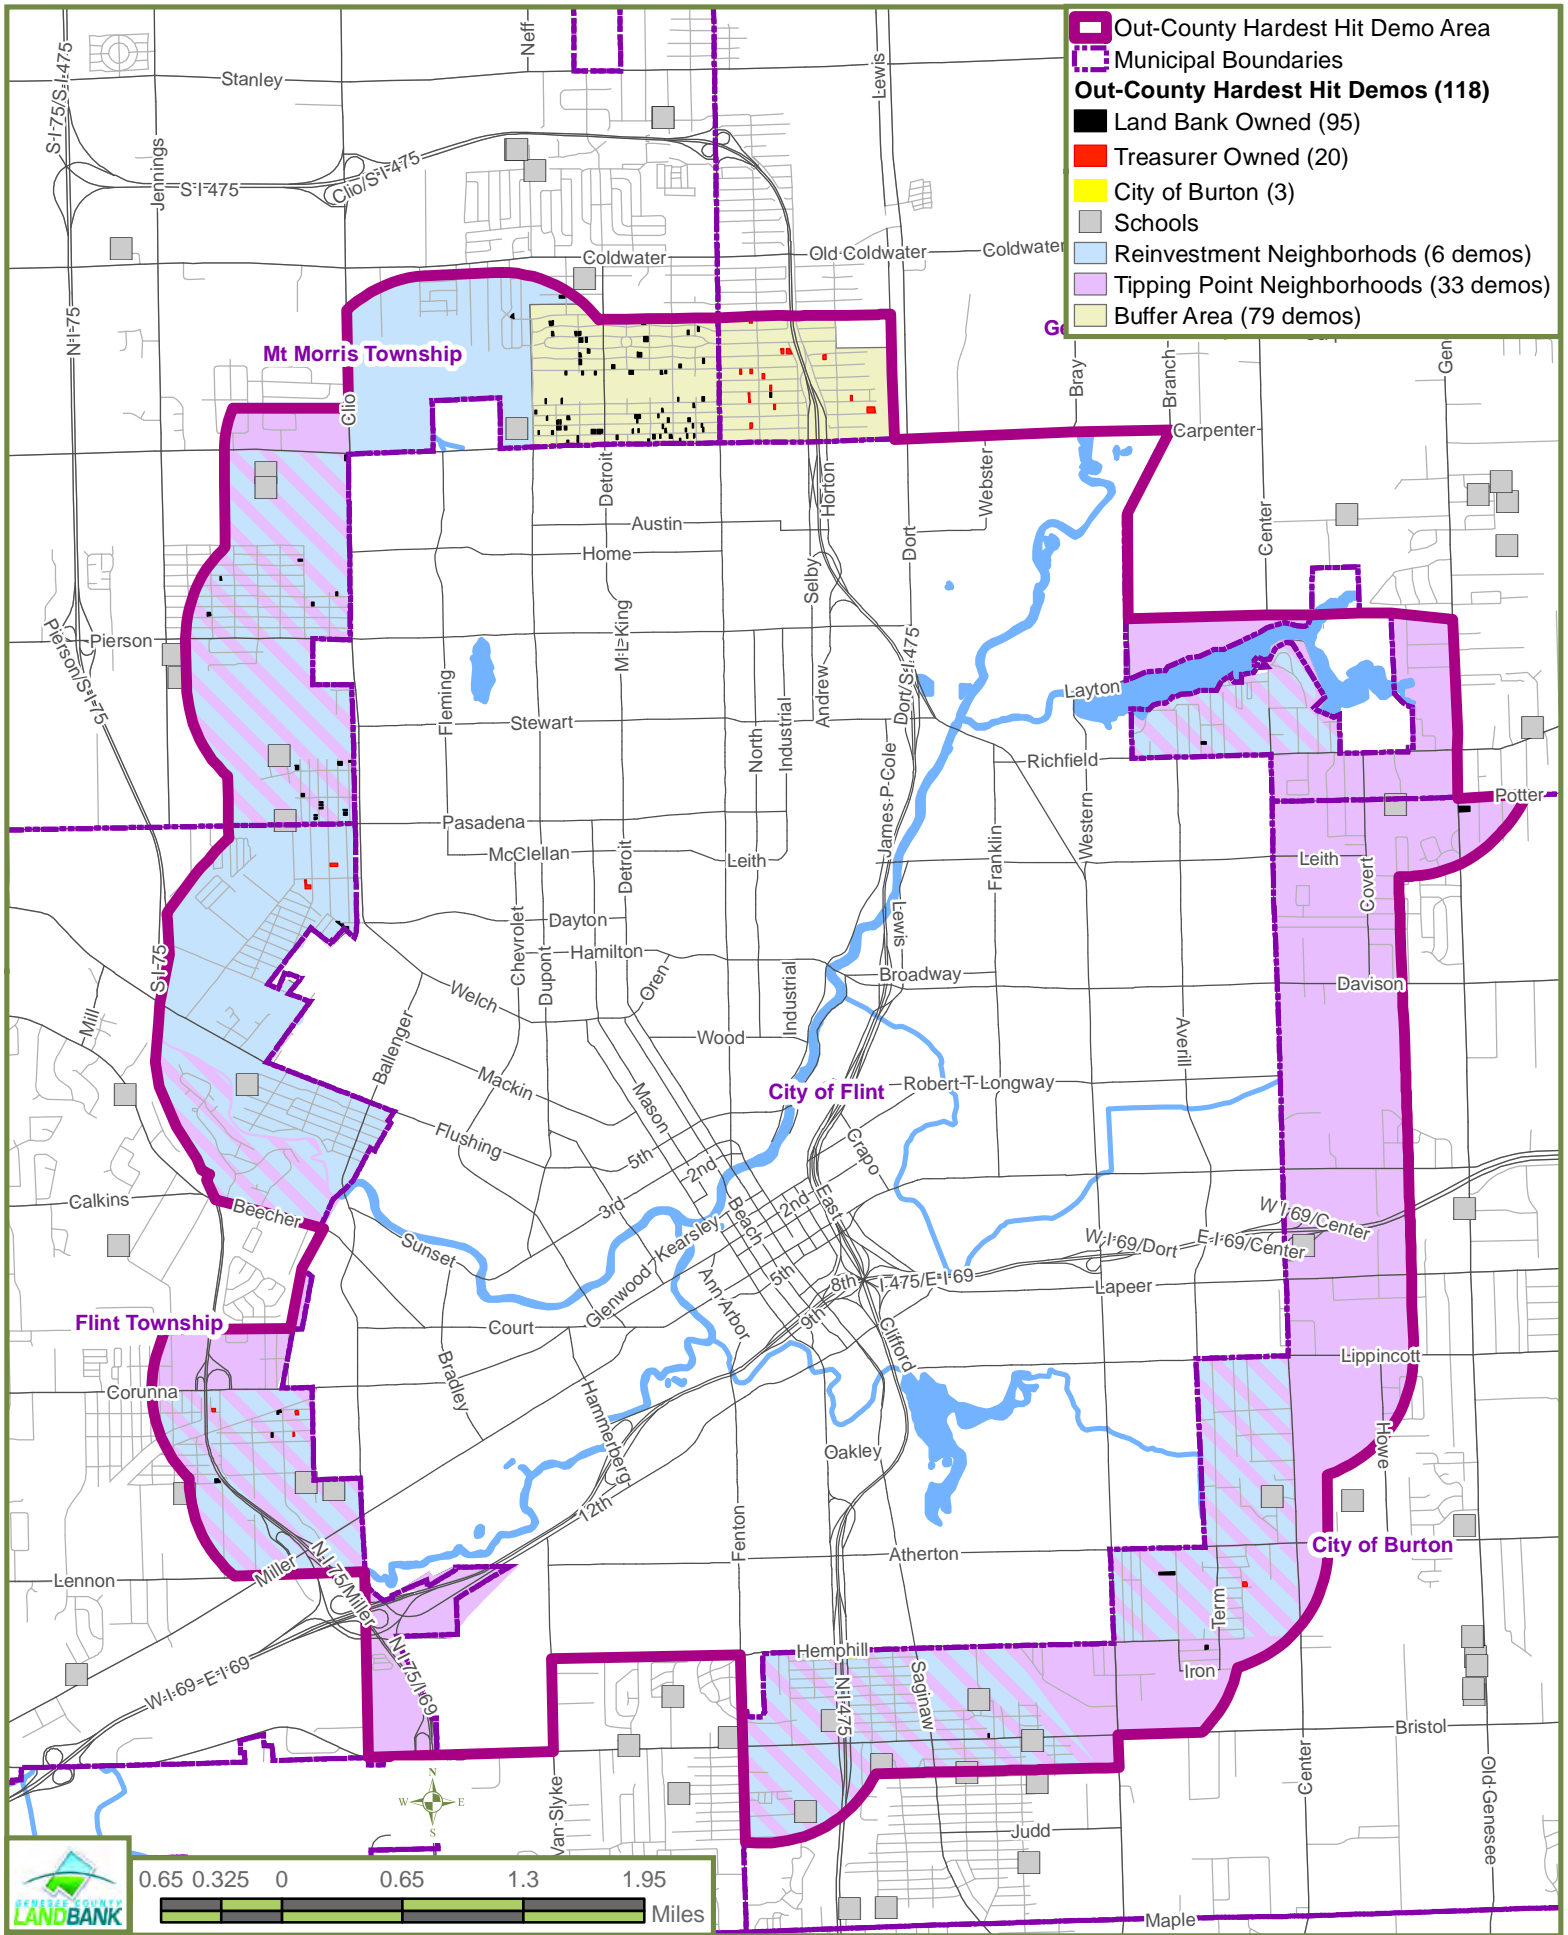 Out-County Hardest Hit Demo Area
Municipal Boundaries
Out-County Hardest Hit Demos (118)
Land Bank Owned (95)
Treasurer Owned (20)
City of Burton (3)
Schools
Reinvestment Neighborhods (6 demos)
Tipping Point Neighborhoods (33 demos)
Buffer Area (79 demos)
S-I-75/S-I-475
Neff
Stanley
Lewis
Jennings
S-I-475
Clio/S-I-475
Coldwater
Old-Coldwater
Coldwater
N-I-75
Mt Morris Township
Ge
Gen
Bray
Branch
Clio
Carpenter
Detroit
Horton
Webster
Austin
Center
Home
Dort
Selby
Pierson
Pierson/S-I-75
M-L-King
Fleming
Andrew
Dort/S-I-475
Layton
Stewart
North
Industrial
James-P-Cole
Richfield
Western
Potter
Pasadena
McClellan
Leith
Detroit
Franklin
Leith
Covert
Dayton
Chevrolet
Lewis
Hamilton
Dupont
Oren
S-I-75
Industrial
Broadway
Davison
Welch
Mill
Wood
Averill
Ballenger
Mackin
Mason
City of Flint
Robert-T-Longway
Flushing
5th
2nd
Crapo
Calkins
Beecher
3rd
Beach
2nd
East
W-I-69/Center
Sunset
Kearsley
W-I-69/Dort
E-I-69/Center
Glenwood
Ann-Arbor
5th
8th
I-475/E-I-69
Lapeer
Flint Township
Court
9th
Clifford
Lippincott
Corunna
Bradley
Hammerberg
Howe
Oakley
12th
Fenton
City of Burton
Lennon
Miller
N-I-75/Miller
Atherton
Term
Hemphill
N-I-75/I-69
W-I-69-E-I-69
N-I-475
Saginaw
Iron
Bristol
Center
Old-Genesee
Van-Slyke
N
W E
S
Judd
Maple
GENESEE COUNTY
LANDBANK
0.65 0.325 0 0.65 1.3 1.95
Miles